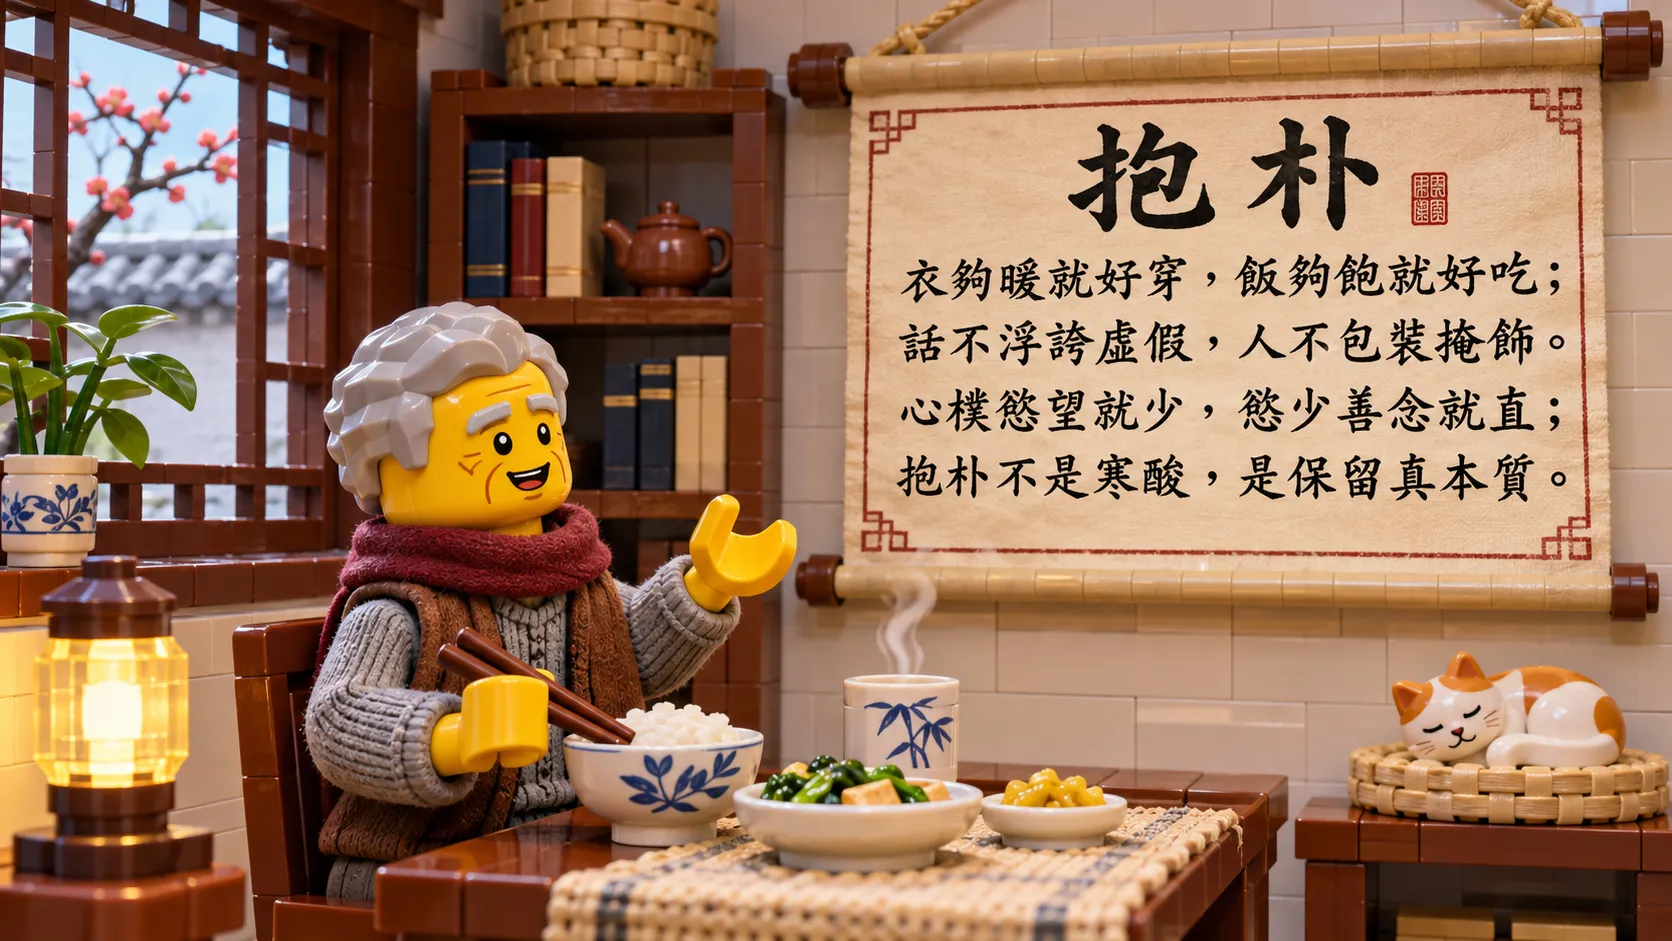 抱朴
衣夠暖就好穿，飯夠飽就好吃；
話不浮誇虛假，人不包裝掩飾。
心樸慾望就少，慾少善念就直；
抱朴不是寒酸，是保留真本質。